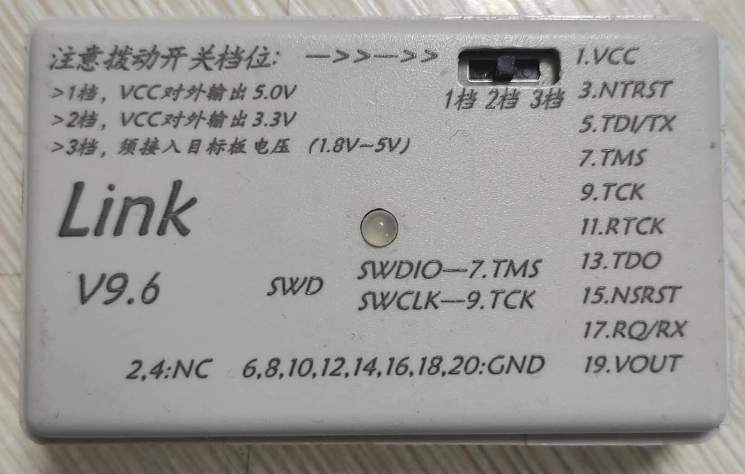 注意拨动开关档位: —>>—>>
>1档, VCC对外输出5.0V
>2档, VCC对外输出3.3V
>3档, 须接入目标板电压 (1.8V~5V)
1档 2档 3档
Link
V9.6
SWD
SWDIO—7.TMS
SWCLK—9.TCK
2,4:NC 6,8,10,12,14,16,18,20:GND
1.VCC
3.NTRST
5.TDI/TX
7.TMS
9.TCK
11.RTCK
13.TDO
15.NSRST
17.RQ/RX
19.VOUT